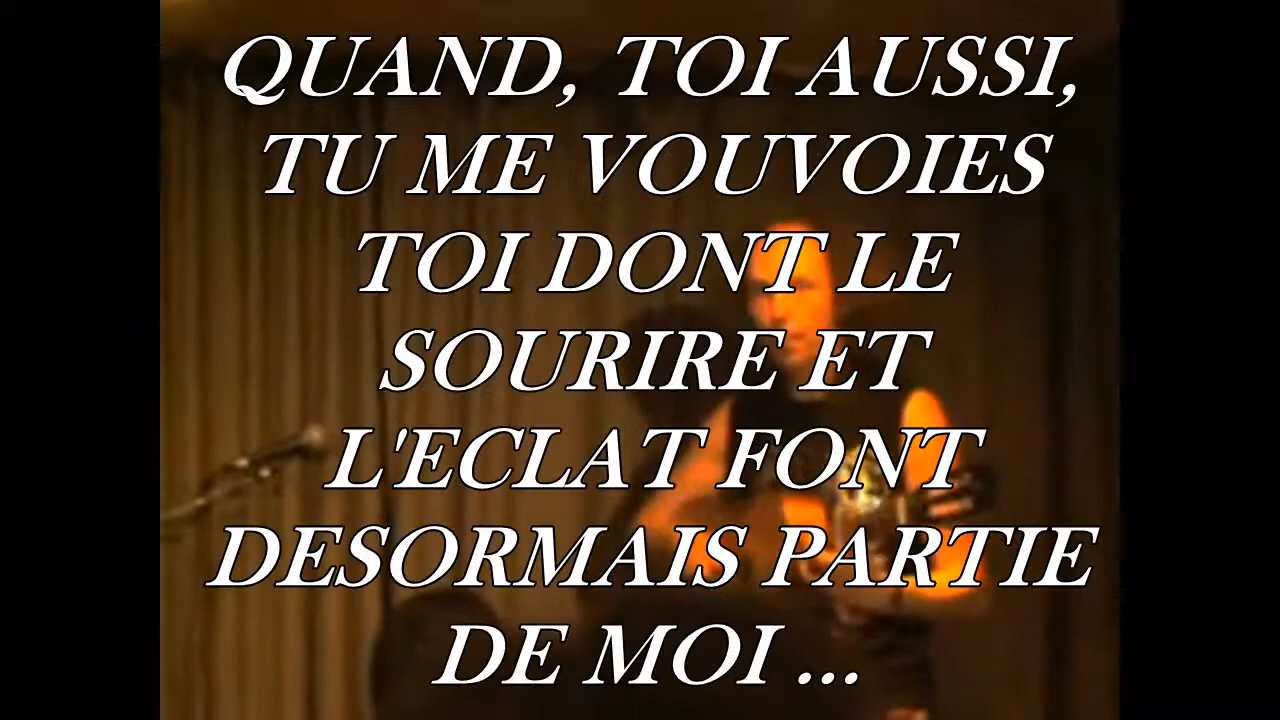 QUAND, TOI AUSSI,
TU ME VOUVOIES
TOI DONT LE
SOURIRE ET
L'ECLAT FONT
DESORMAIS PARTIE
DE MOI ...